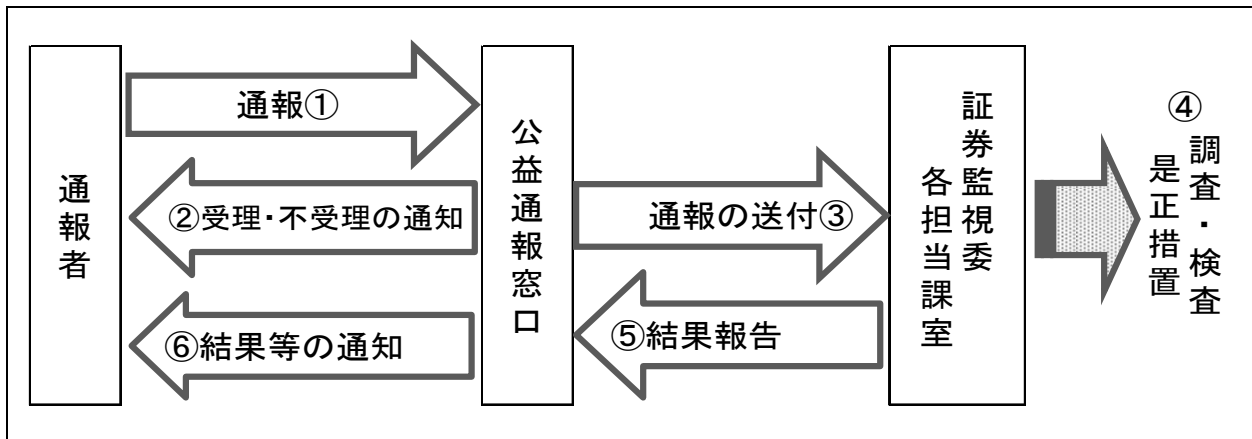 通報者
通報①
②受理・不受理の通知
⑥結果等の通知
公益通報窓口
通報の送付③
⑤結果報告
証券監視委
各担当課室
④
調査・検査
是正措置